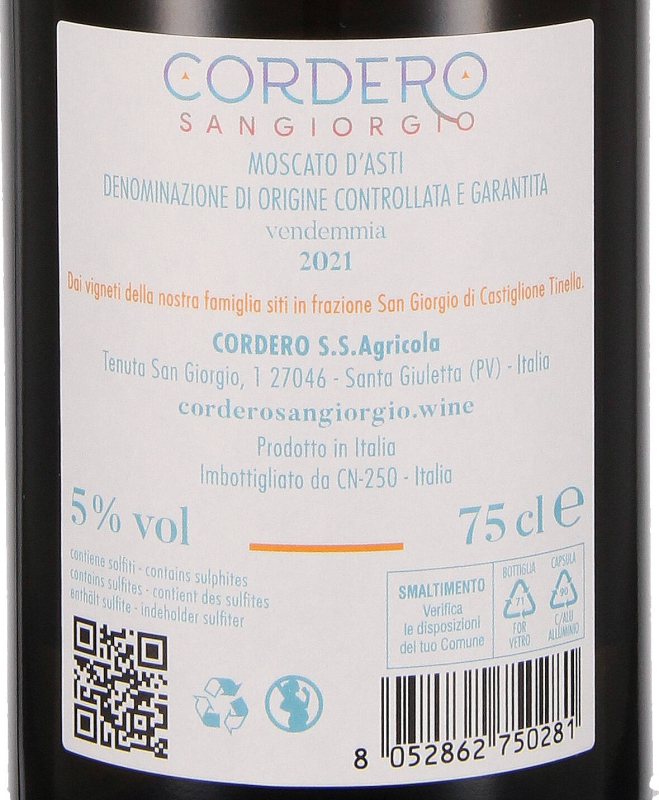 CORDERO
SANGIORGIO
MOSCATO D'ASTI
DENOMINAZIONE DI ORIGINE CONTROLLATA E GARANTITA
vendemmia
2021
Dai vigneti della nostra famiglia siti in frazione San Giorgio di Castiglione Tinella.
CORDERO S.S.Agricola
Tenuta San Giorgio, 1 27046 - Santa Giuletta (PV) - Italia
corderosangiorgio.wine
Prodotto in Italia
Imbottigliato da CN-250 - Italia
5% vol
75 cl e
contiene solfiti - contains sulphites
contains sulfites - contient des sulfites
enthält sulfite - indeholder sulfiter
SMALTIMENTO
Verifica
le disposizioni
del tuo Comune
BOTTIGLIA
71
FOR
VETRO
CAPSULA
90
C/ALU
ALLUMINIO
8 052862 750281